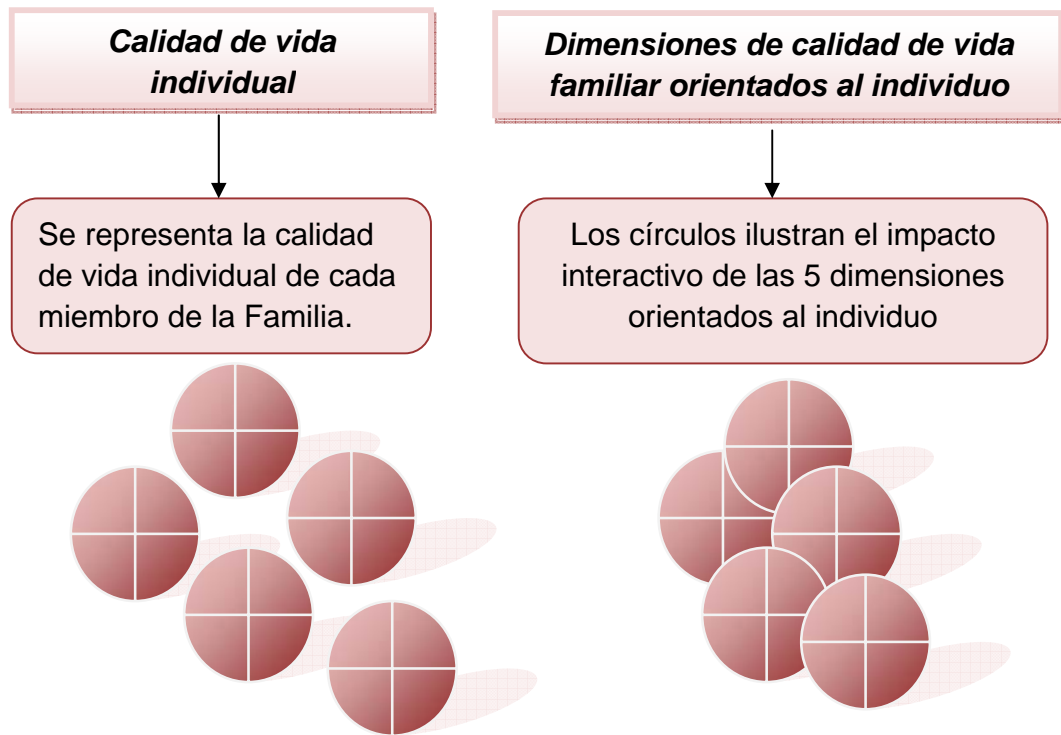 Calidad de vida
individual
Dimensiones de calidad de vida
familiar orientados al individuo
Se representa la calidad
de vida individual de cada
miembro de la Familia.
Los círculos ilustran el impacto
interactivo de las 5 dimensiones
orientados al individuo